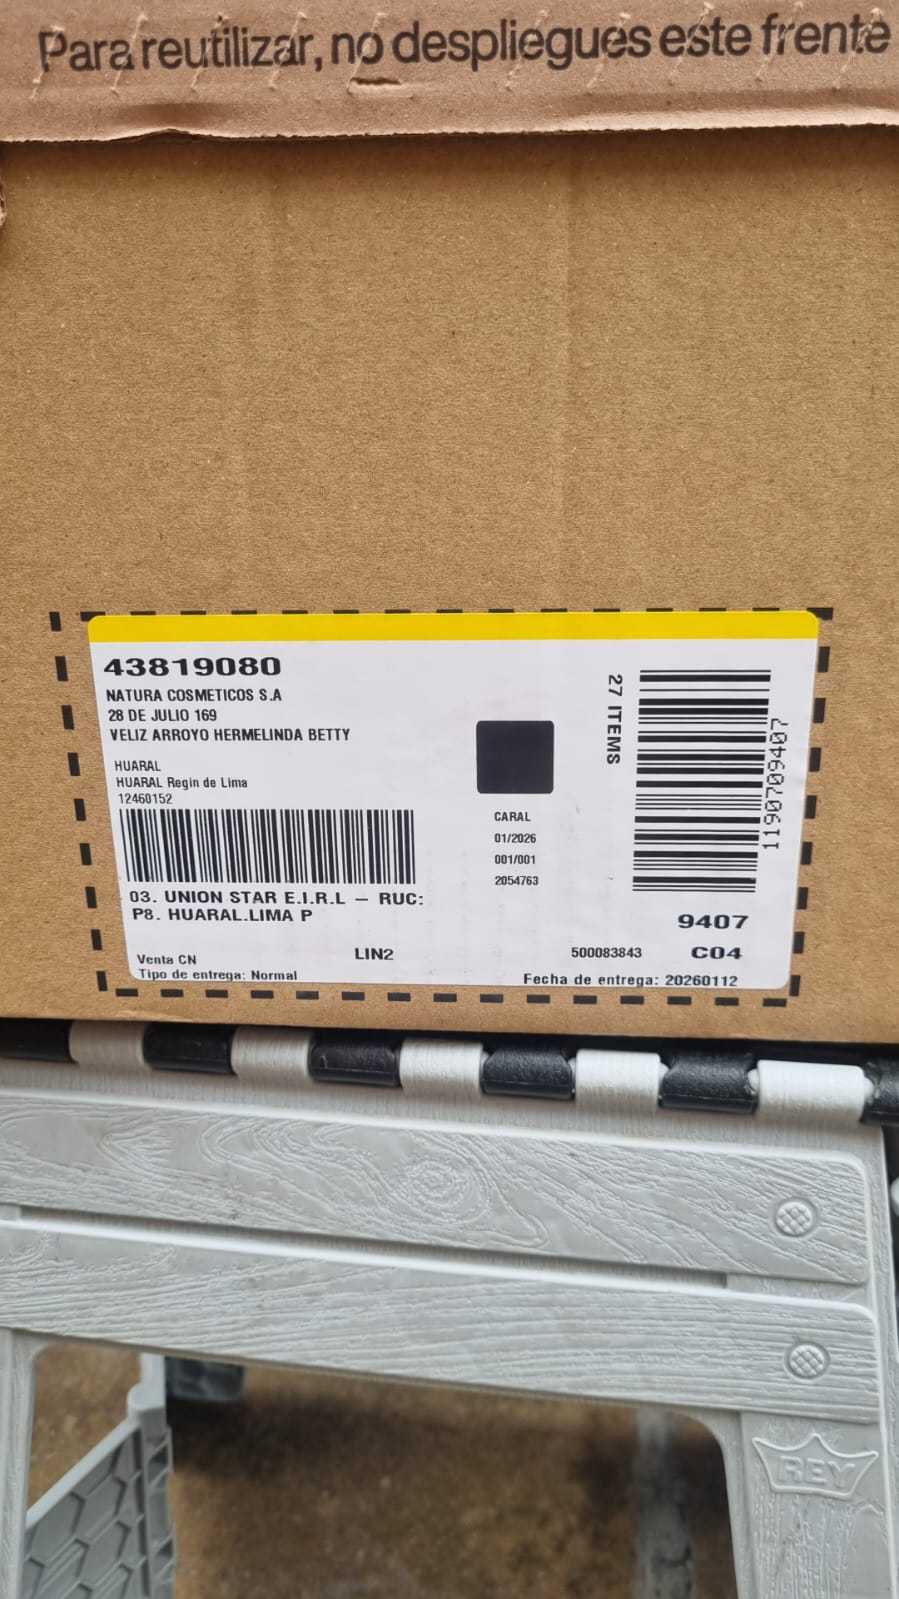 Para reutilizar, no despliegues este frente
43819080
NATURA COSMETICOS S.A
28 DE JULIO 169
VELIZ ARROYO HERMELINDA BETTY
HUARAL
HUARAL Regin de Lima
12460152
03. UNION STAR E.I.R.L – RUC:
P8. HUARAL.LIMA P
Venta CN
Tipo de entrega: Normal
LIN2
CARAL
01/2026
001/001
2054763
27 ITEMS
1190709407
9407
500083843
C04
Fecha de entrega: 20260112
REY